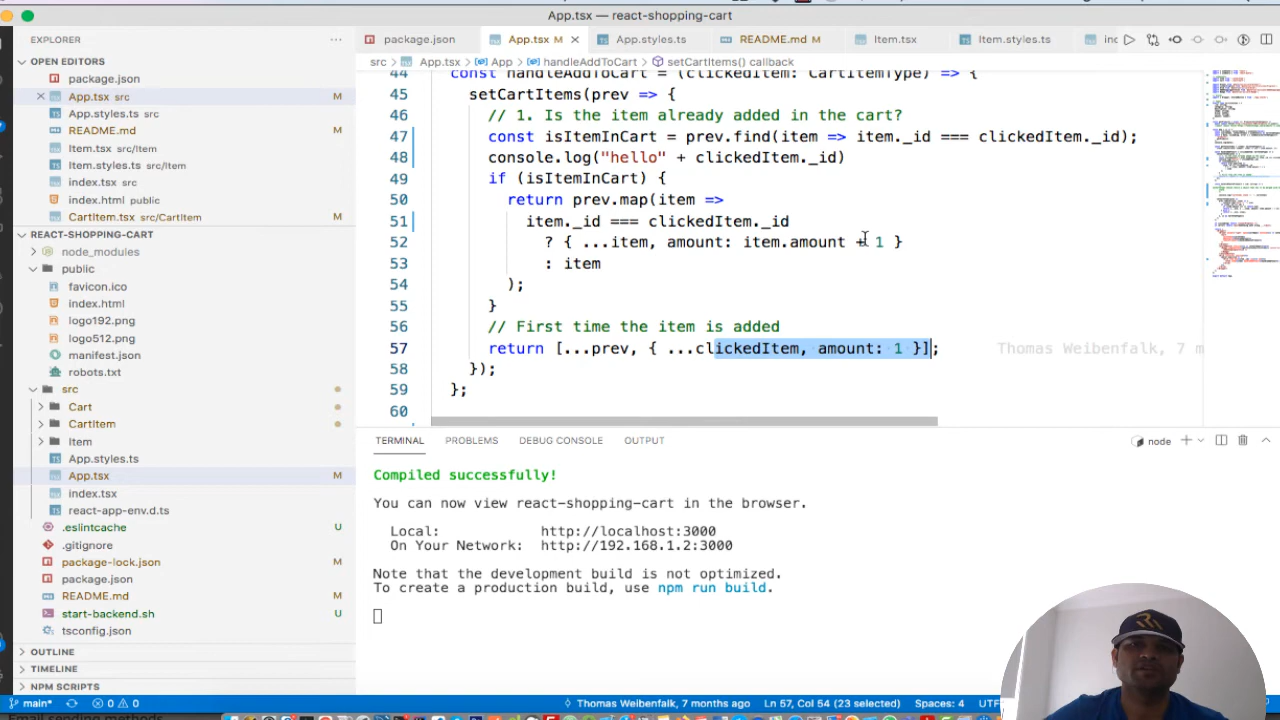 App.tsx — react-shopping-cart
EXPLORER
OPEN EDITORS
package.json
App.tsx src M
App.styles.ts src
README.md M
Item.tsx src/Item
Item.styles.ts src/Item
index.tsx src
index.html public
CartItem.tsx src/CartItem M
REACT-SHOPPING-CART
node_modules
public
favicon.ico
index.html
logo192.png
logo512.png
manifest.json
robots.txt
src
Cart
CartItem
Item
App.styles.ts
App.tsx M
index.tsx
react-app-env.d.ts
.eslintcache U
.gitignore
package-lock.json M
package.json
README.md M
start-backend.sh U
tsconfig.json
OUTLINE
TIMELINE
NPM SCRIPTS
package.json App.tsx M App.styles.ts README.md M Item.tsx Item.styles.ts
src > App.tsx > App > handleAddToCart > setCartItems() callback
44 const handleAddToCart = (clickedItem: CartItemType) => {
45 setCartItems(prev => {
46 // 1. Is the item already added in the cart?
47 const isItemInCart = prev.find(item => item._id === clickedItem._id);
48 console.log("hello" + clickedItem._id)
49 if (isItemInCart) {
50 return prev.map(item =>
51 item._id === clickedItem._id
52 ? { ...item, amount: item.amount + 1 }
53 : item
54 );
55 }
56 // First time the item is added
57 return [...prev, { ...clickedItem, amount: 1 }]; Thomas Weibenfalk, 7 m
58 });
59 };
60
TERMINAL PROBLEMS DEBUG CONSOLE OUTPUT node
Compiled successfully!
You can now view react-shopping-cart in the browser.
Local: http://localhost:3000
On Your Network: http://192.168.1.2:3000
Note that the development build is not optimized.
To create a production build, use npm run build.
main* 0 0 Thomas Weibenfalk, 7 months ago Ln 57, Col 54 (23 selected) Spaces: 4 UTF
Email sending methods